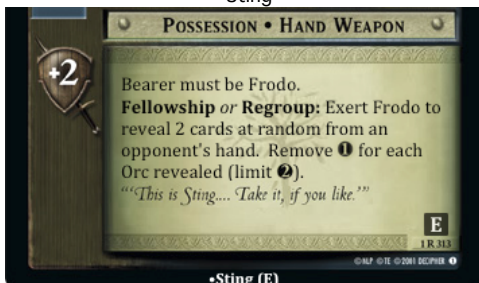 Sting
POSSESSION • HAND WEAPON
+2
Bearer must be Frodo.
Fellowship or Regroup: Exert Frodo to
reveal 2 cards at random from an
opponent's hand. Remove ❶ for each
Orc revealed (limit ❷).
"'This is Sting.... Take it, if you like.'"
E
1 R 313
©NLP ©TE ©2001 DECIPHER
•Sting (E)